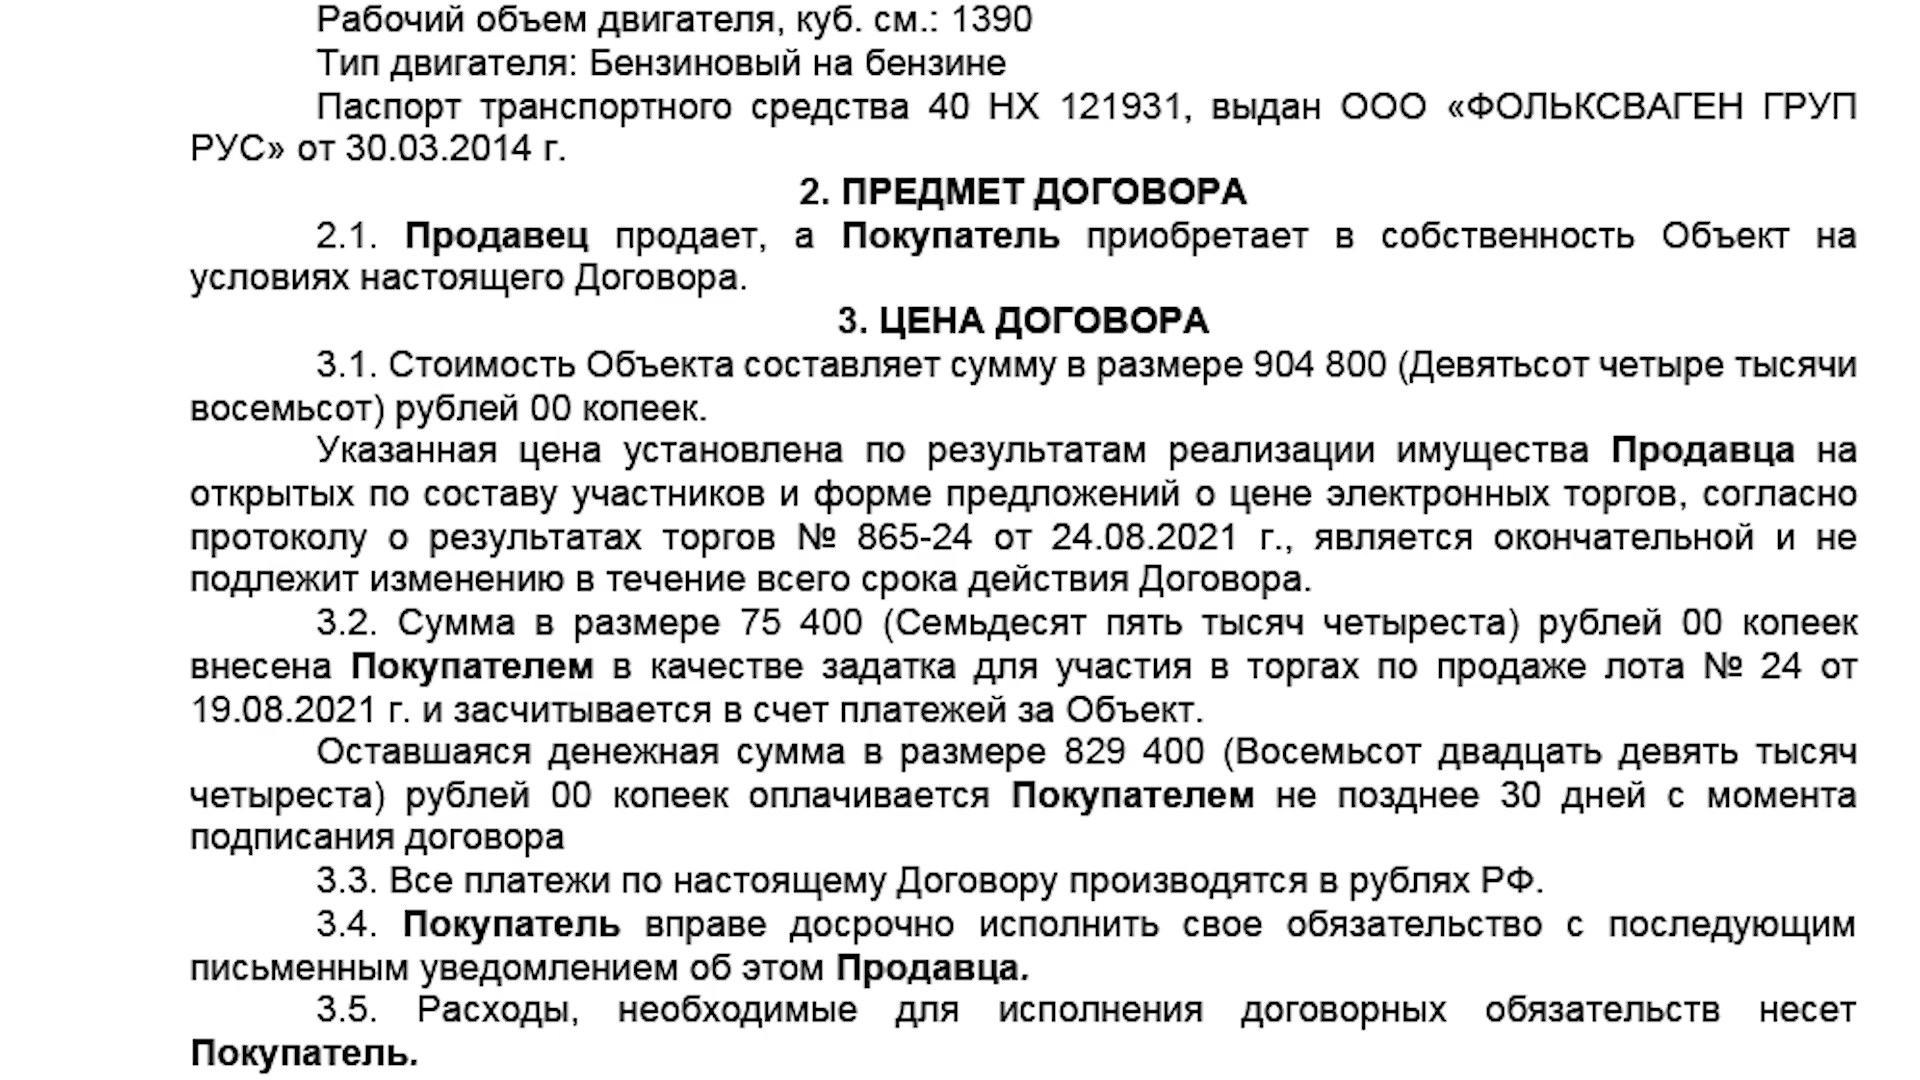 Рабочий объем двигателя, куб. см.: 1390
Тип двигателя: Бензиновый на бензине
Паспорт транспортного средства 40 НХ 121931, выдан ООО «ФОЛЬКСВАГЕН ГРУП
РУС» от 30.03.2014 г.
2. ПРЕДМЕТ ДОГОВОРА
2.1. Продавец продает, а Покупатель приобретает в собственность Объект на
условиях настоящего Договора.
3. ЦЕНА ДОГОВОРА
3.1. Стоимость Объекта составляет сумму в размере 904 800 (Девятьсот четыре тысячи
восемьсот) рублей 00 копеек.
Указанная цена установлена по результатам реализации имущества Продавца на
открытых по составу участников и форме предложений о цене электронных торгов, согласно
протоколу о результатах торгов № 865-24 от 24.08.2021 г., является окончательной и не
подлежит изменению в течение всего срока действия Договора.
3.2. Сумма в размере 75 400 (Семьдесят пять тысяч четыреста) рублей 00 копеек
внесена Покупателем в качестве задатка для участия в торгах по продаже лота № 24 от
19.08.2021 г. и засчитывается в счет платежей за Объект.
Оставшаяся денежная сумма в размере 829 400 (Восемьсот двадцать девять тысяч
четыреста) рублей 00 копеек оплачивается Покупателем не позднее 30 дней с момента
подписания договора
3.3. Все платежи по настоящему Договору производятся в рублях РФ.
3.4. Покупатель вправе досрочно исполнить свое обязательство с последующим
письменным уведомлением об этом Продавца.
3.5. Расходы, необходимые для исполнения договорных обязательств несет
Покупатель.